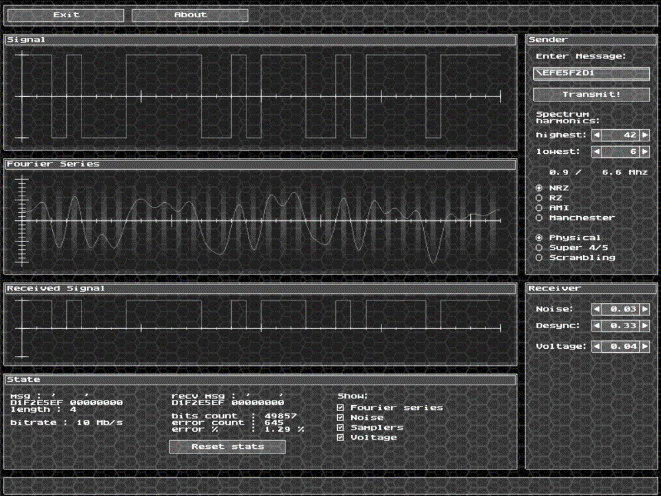 Exit
About
Signal
Fourier Series
Received Signal
State
msg : ' '
D1F2E5EF 00000000
length : 4
bitrate : 10 Mb/s
recv msg : ' '
D1F2E5EF 00000000
bits count : 49857
error count : 645
error % : 1.29 %
Reset stats
Show:
Fourier series
Noise
Samplers
Voltage
Sender
Enter Message:
\EFE5F2D1
Transmit!
Spectrum
harmonics:
highest: 42
lowest: 6
0.9 / 6.6 Mhz
NRZ
RZ
AMI
Manchester
Physical
Super 4/5
Scrambling
Receiver
Noise: 0.03
Desync: 0.33
Voltage: 0.04